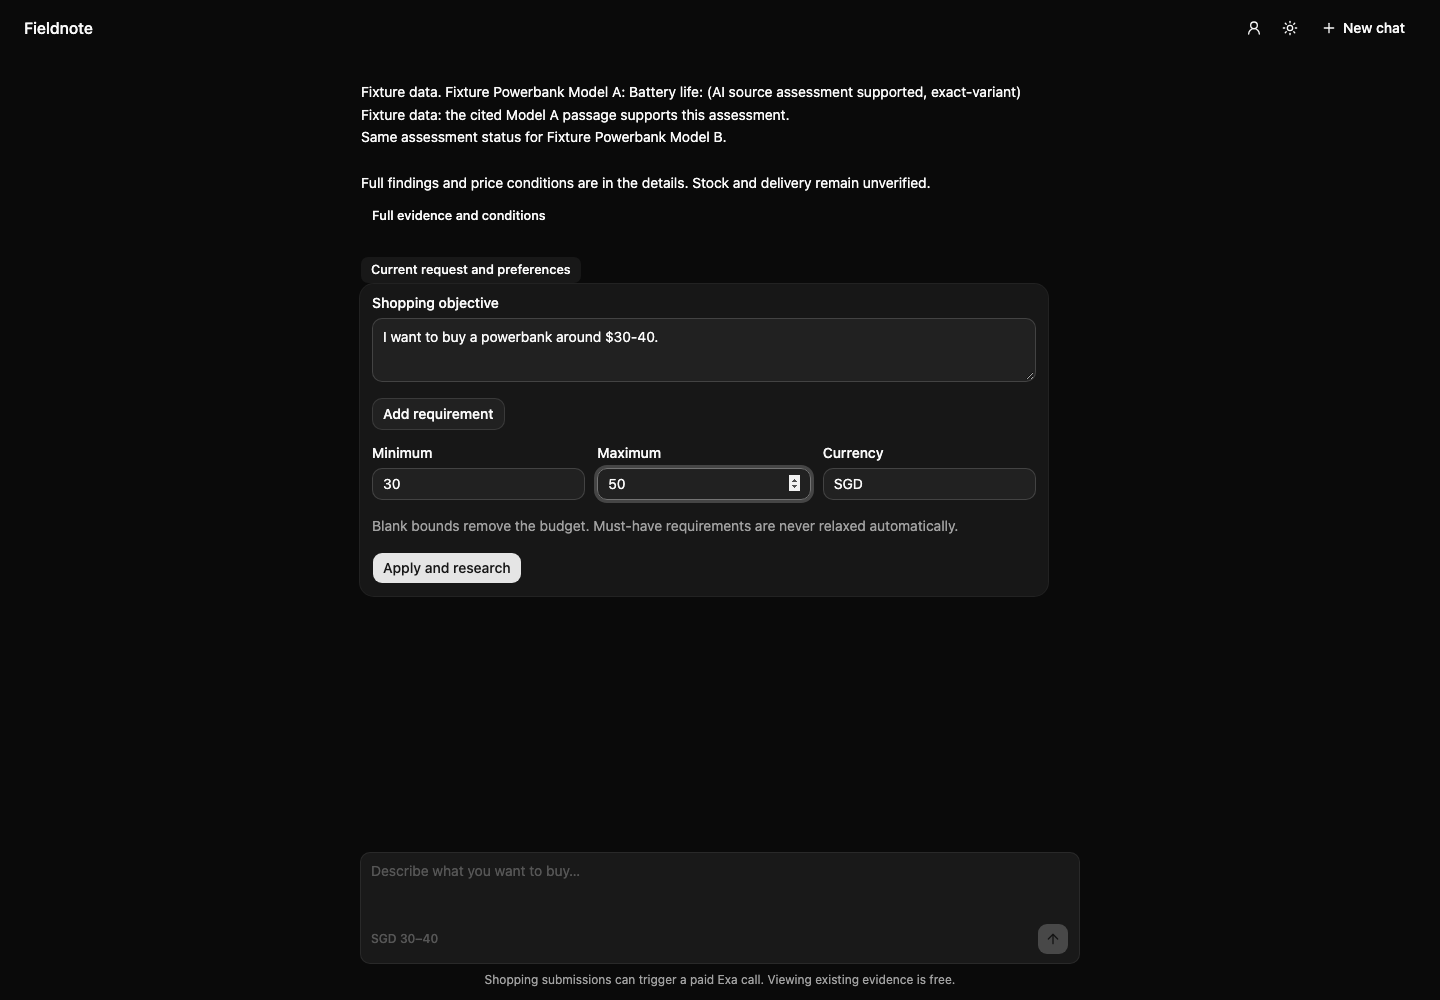 Fieldnote
New chat
Fixture data. Fixture Powerbank Model A: Battery life: (AI source assessment supported, exact-variant)
Fixture data: the cited Model A passage supports this assessment.
Same assessment status for Fixture Powerbank Model B.
Full findings and price conditions are in the details. Stock and delivery remain unverified.
Full evidence and conditions
Current request and preferences
Shopping objective
I want to buy a powerbank around $30-40.
Add requirement
Minimum Maximum Currency
30 50 SGD
Blank bounds remove the budget. Must-have requirements are never relaxed automatically.
Apply and research
Describe what you want to buy...
SGD 30–40
Shopping submissions can trigger a paid Exa call. Viewing existing evidence is free.